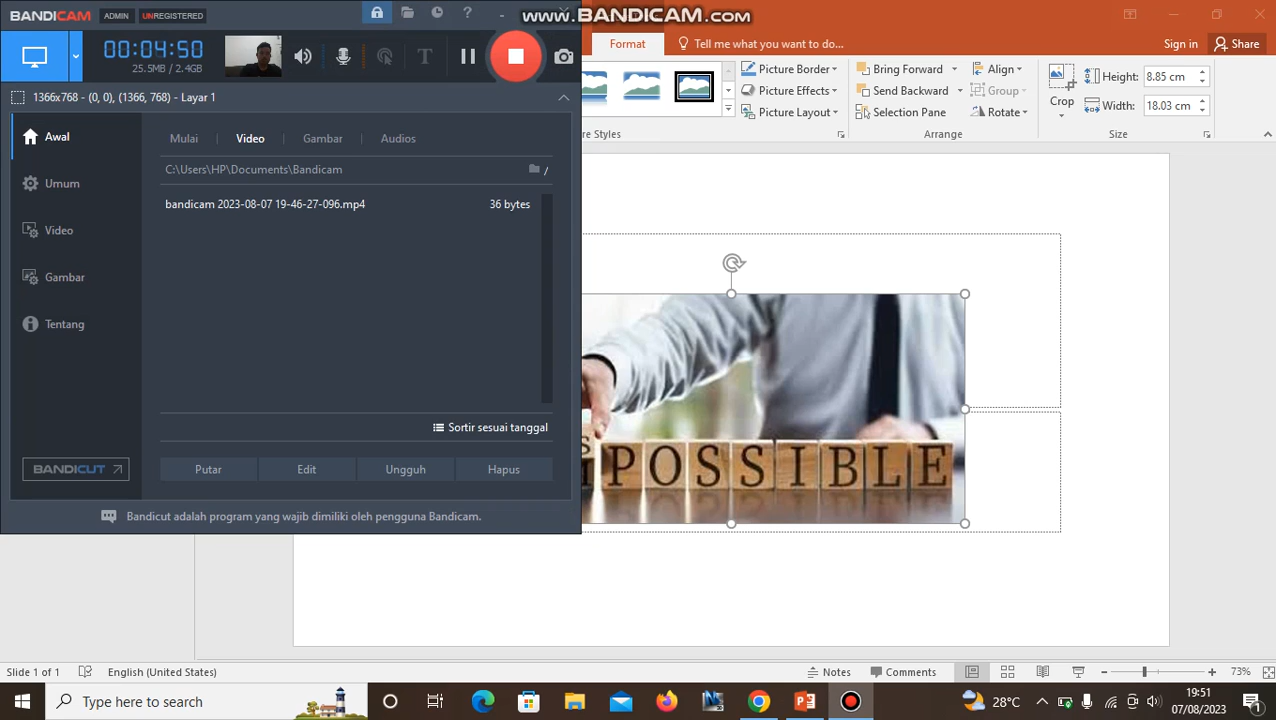 BANDICAM ADMIN UNREGISTERED
www.BANDICAM.com
00:04:50
25.5MB / 2.4GB
1366x768 - (0, 0), (1366, 768) - Layar 1
Awal
Umum
Video
Gambar
Tentang
BANDICUT
Mulai Video Gambar Audios
C:\Users\HP\Documents\Bandicam
bandicam 2023-08-07 19-46-27-096.mp4 36 bytes
Sortir sesuai tanggal
Putar Edit Ungguh Hapus
Bandicut adalah program yang wajib dimiliki oleh pengguna Bandicam.
Format Tell me what you want to do... Sign in Share
Picture Border
Picture Effects
Picture Layout
Bring Forward
Send Backward
Selection Pane
Align
Group
Rotate
Crop
Height: 8.85 cm
Width: 18.03 cm
Arrange Size
POSSIBLE
Slide 1 of 1 English (United States) Notes Comments 73%
Type here to search
28°C
19:51
07/08/2023